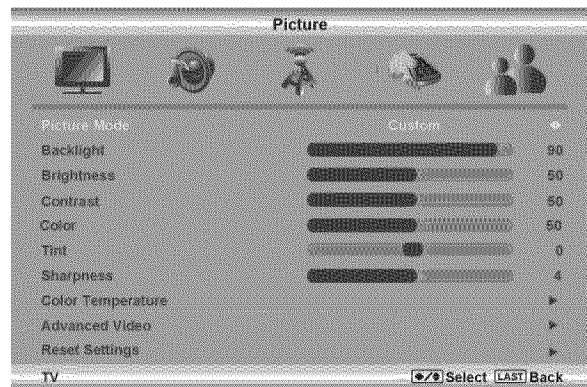 Picture
Picture Mode Custom
Backlight 90
Brightness 50
Contrast 50
Color 50
Tint 0
Sharpness 4
Color Temperature
Advanced Video
Reset Settings
TV Select LAST Back